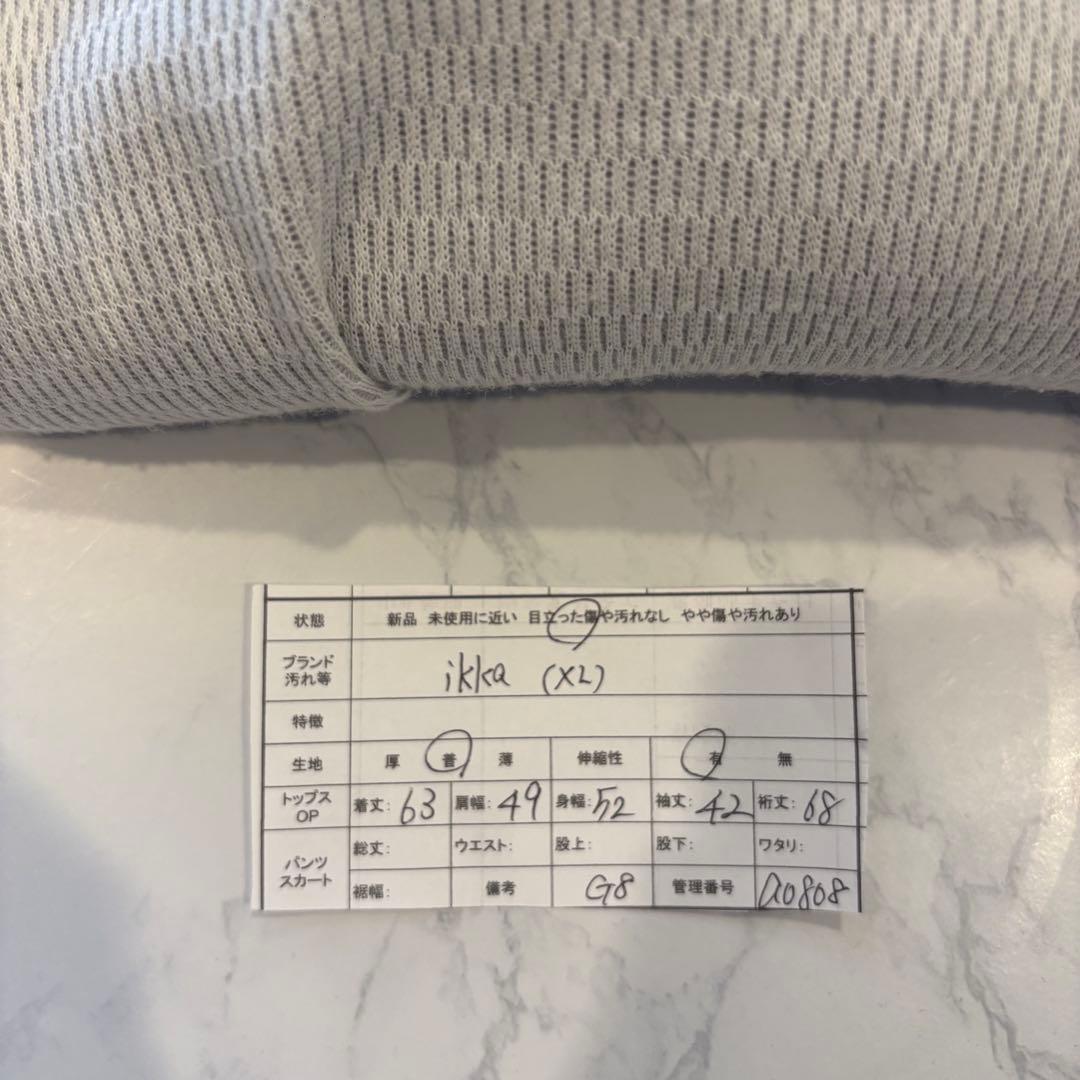 状態 新品 未使用に近い 目立った傷や汚れなし やや傷や汚れあり
ブランド
汚れ等 ikka (XL)
特徴
生地 厚 普 薄 伸縮性 有 無
トップス
OP 着丈: 63 肩幅: 49 身幅: 52 袖丈: 42 裄丈: 68
パンツ
スカート 総丈: ウエスト: 股上: 股下: ワタリ:
裾幅: 備考 G8 管理番号 a0808